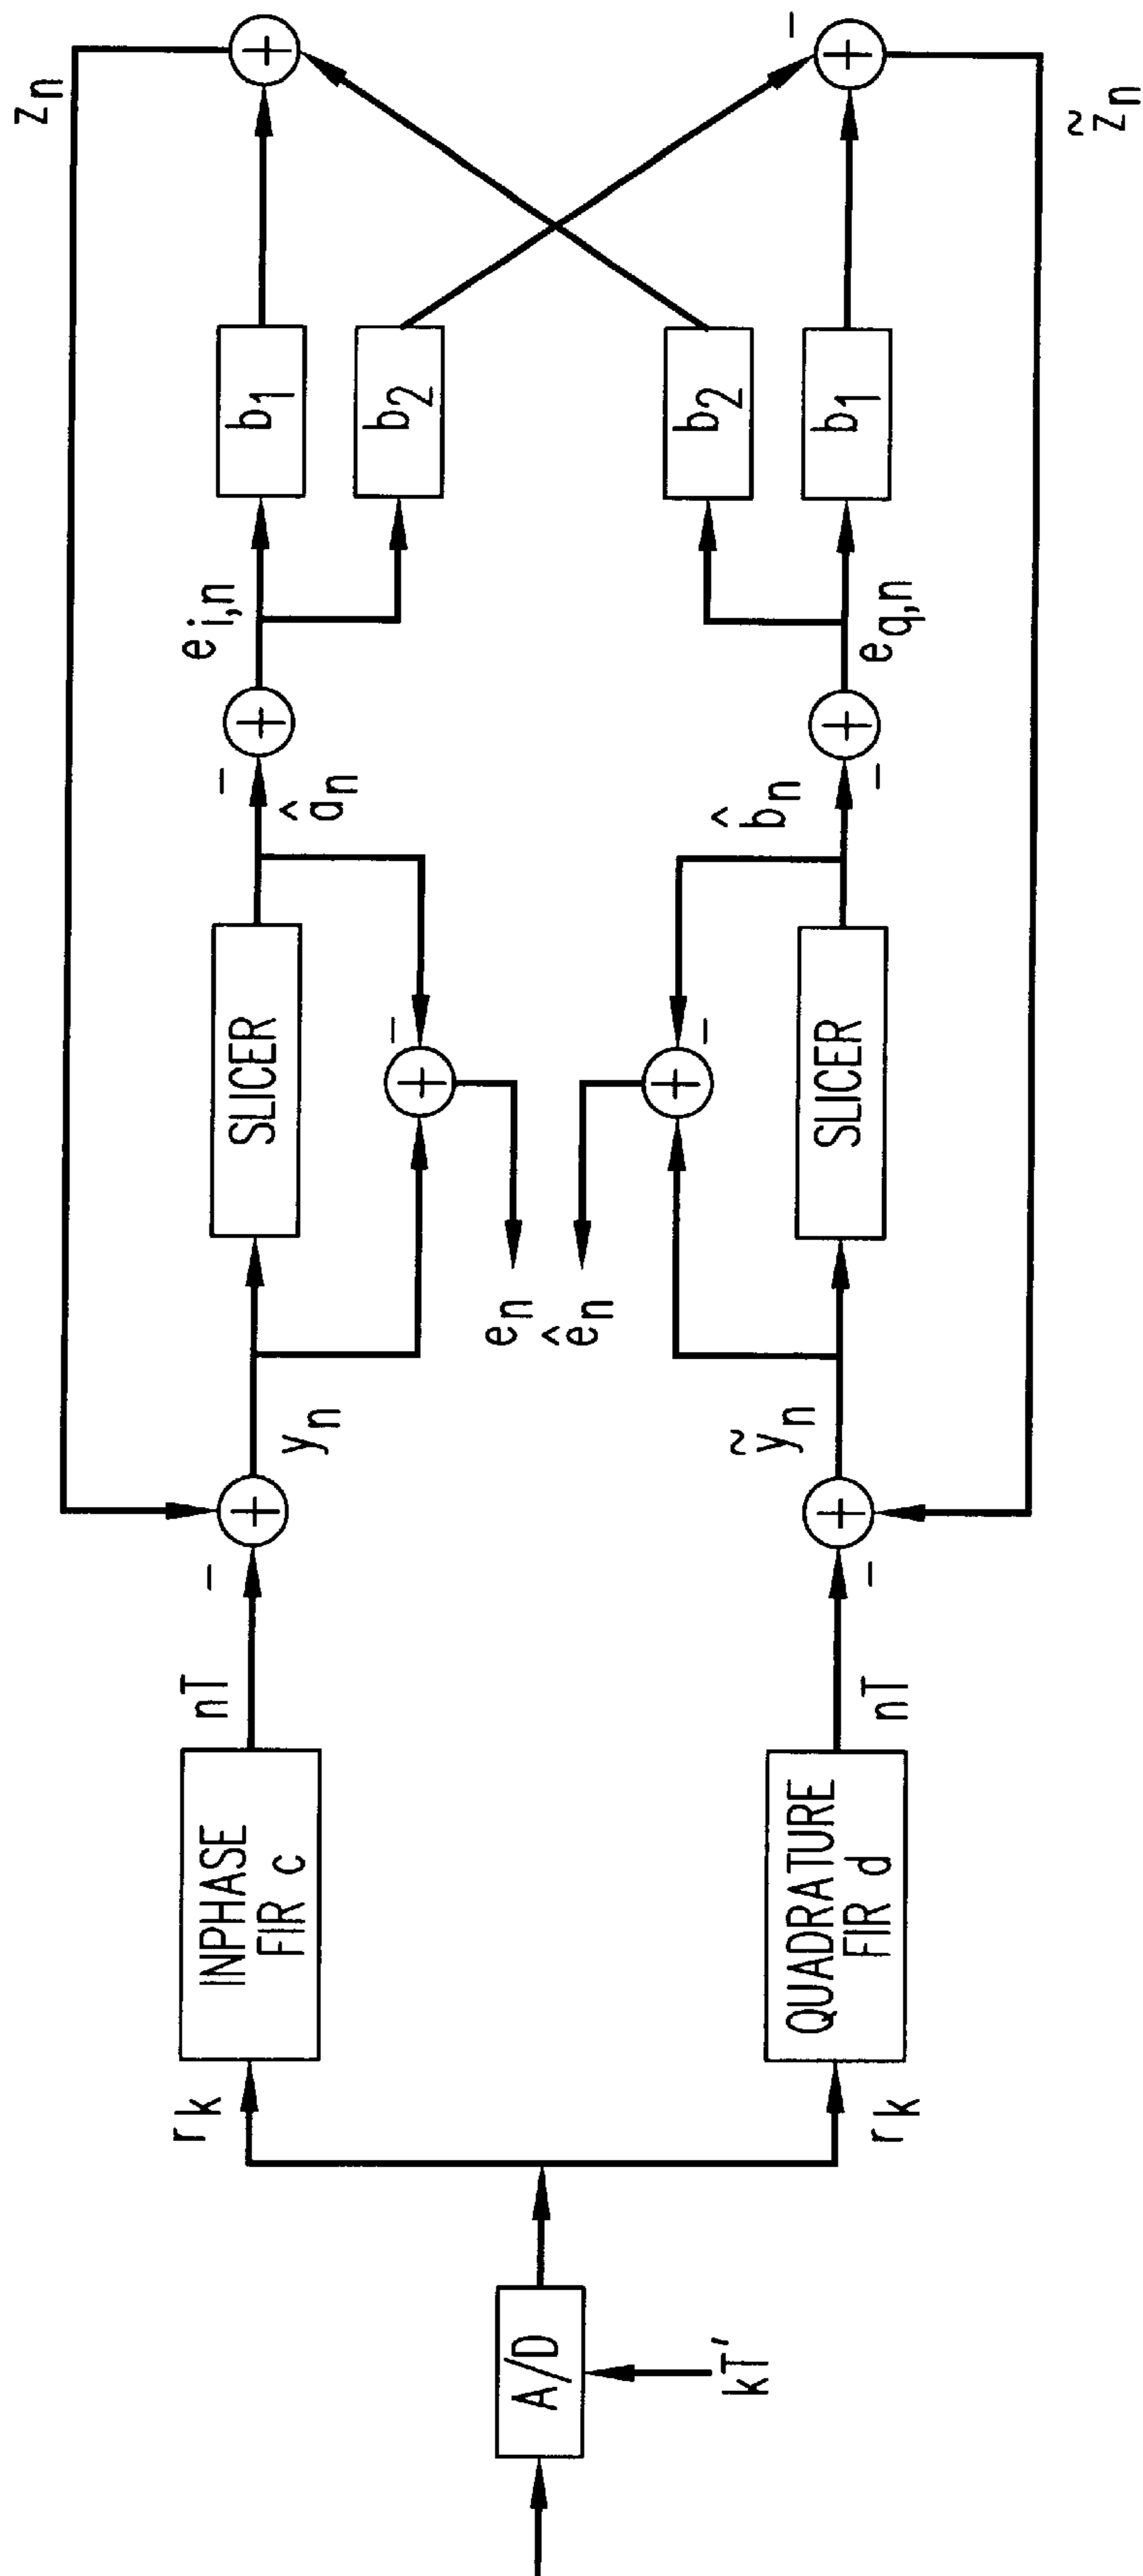 z_n
r_k
INPHASE
FIR c
nT
-
y_n
SLICER
-
â_n
e_i,n
b_1
b_2
-
e_n
A/D
kT'
ê_n
-
b_2
-
b̂_n
QUADRATURE
FIR d
ỹ_n
SLICER
b_1
r_k
nT
-
-
e_q,n
z̃_n